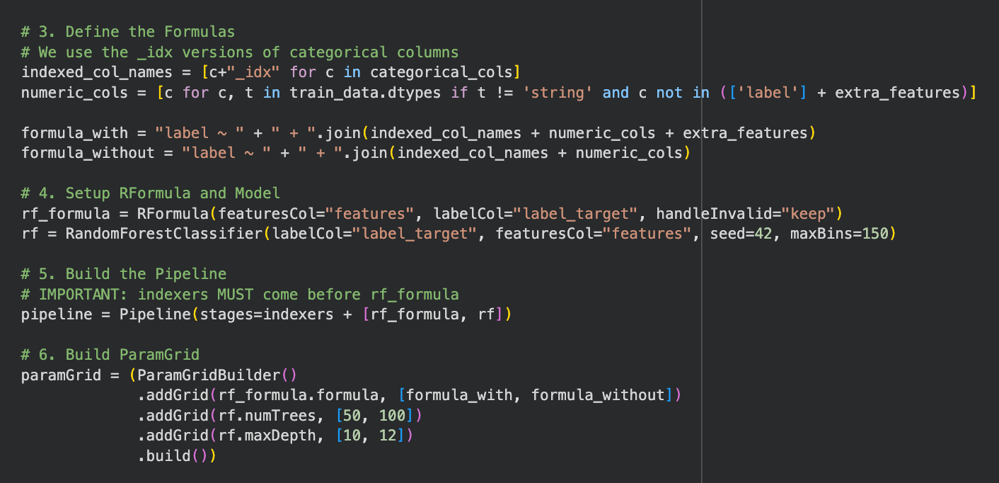 # 3. Define the Formulas
# We use the _idx versions of categorical columns
indexed_col_names = [c+"_idx" for c in categorical_cols]
numeric_cols = [c for c, t in train_data.dtypes if t != 'string' and c not in (['label'] + extra_features)]
formula_with = "label ~ " + " + ".join(indexed_col_names + numeric_cols + extra_features)
formula_without = "label ~ " + " + ".join(indexed_col_names + numeric_cols)
# 4. Setup RFormula and Model
rf_formula = RFormula(featuresCol="features", labelCol="label_target", handleInvalid="keep")
rf = RandomForestClassifier(labelCol="label_target", featuresCol="features", seed=42, maxBins=150)
# 5. Build the Pipeline
# IMPORTANT: indexers MUST come before rf_formula
pipeline = Pipeline(stages=indexers + [rf_formula, rf])
# 6. Build ParamGrid
paramGrid = (ParamGridBuilder()
.addGrid(rf_formula.formula, [formula_with, formula_without])
.addGrid(rf.numTrees, [50, 100])
.addGrid(rf.maxDepth, [10, 12])
.build())